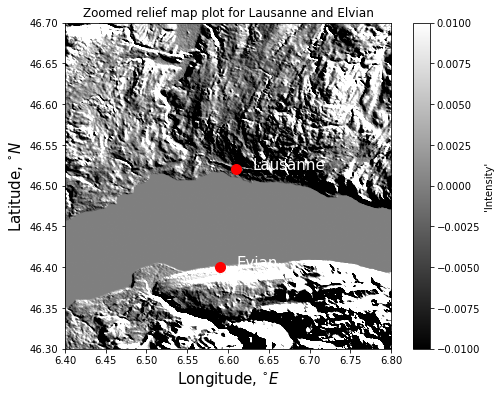 Zoomed relief map plot for Lausanne and Elvian
46.70
46.65
46.60
46.55
46.50
46.45
46.40
46.35
46.30
Latitude, °N
Lausanne
Evian
6.40 6.45 6.50 6.55 6.60 6.65 6.70 6.75 6.80
Longitude, °E
0.0100
0.0075
0.0050
0.0025
0.0000
−0.0025
−0.0050
−0.0075
−0.0100
'Intensity'